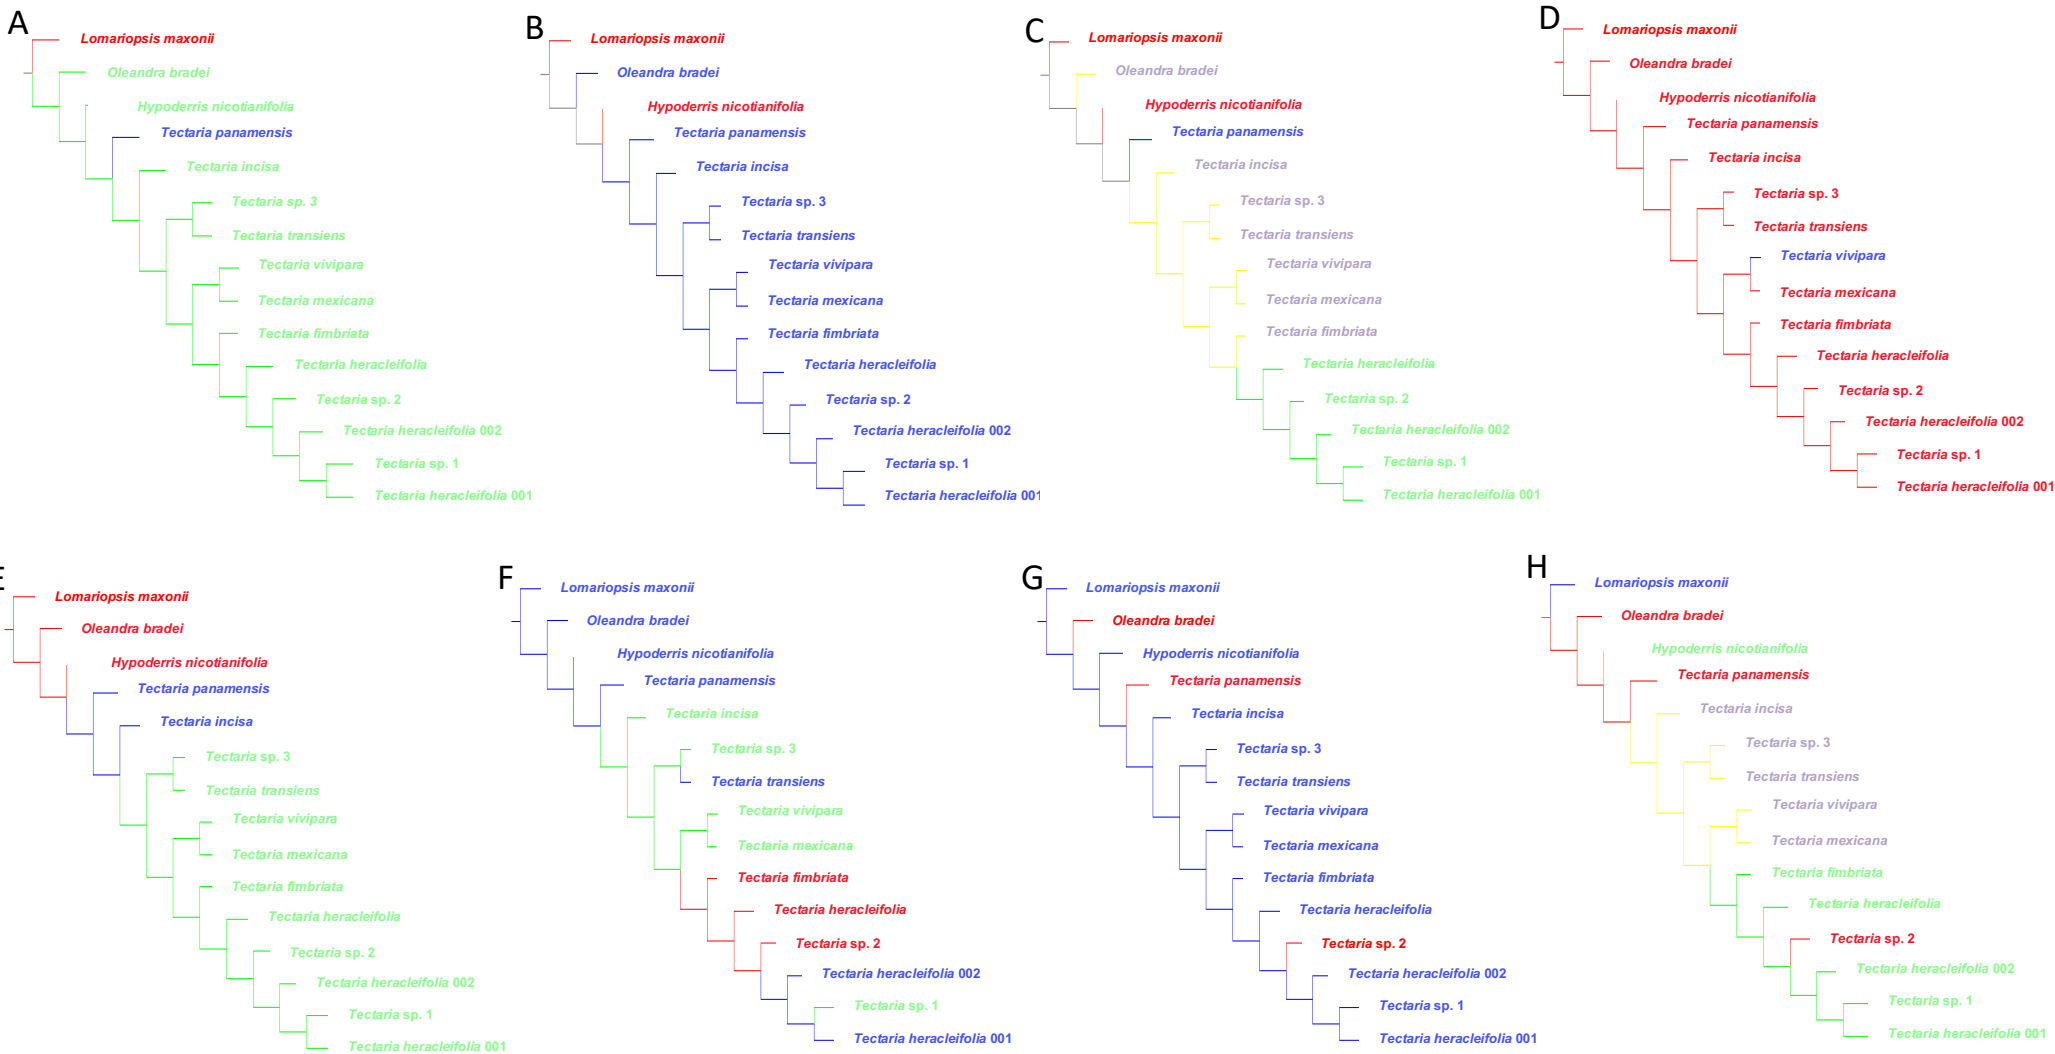 A
Lomariopsis maxonii
Oleandra bradei
Hypoderris nicotianifolia
Tectaria panamensis
Tectaria incisa
Tectaria sp. 3
Tectaria transiens
Tectaria vivipara
Tectaria mexicana
Tectaria fimbriata
Tectaria heracleifolia
Tectaria sp. 2
Tectaria heracleifolia 002
Tectaria sp. 1
Tectaria heracleifolia 001
B
Lomariopsis maxonii
Oleandra bradei
Hypoderris nicotianifolia
Tectaria panamensis
Tectaria incisa
Tectaria sp. 3
Tectaria transiens
Tectaria vivipara
Tectaria mexicana
Tectaria fimbriata
Tectaria heracleifolia
Tectaria sp. 2
Tectaria heracleifolia 002
Tectaria sp. 1
Tectaria heracleifolia 001
C
Lomariopsis maxonii
Oleandra bradei
Hypoderris nicotianifolia
Tectaria panamensis
Tectaria incisa
Tectaria sp. 3
Tectaria transiens
Tectaria vivipara
Tectaria mexicana
Tectaria fimbriata
Tectaria heracleifolia
Tectaria sp. 2
Tectaria heracleifolia 002
Tectaria sp. 1
Tectaria heracleifolia 001
D
Lomariopsis maxonii
Oleandra bradei
Hypoderris nicotianifolia
Tectaria panamensis
Tectaria incisa
Tectaria sp. 3
Tectaria transiens
Tectaria vivipara
Tectaria mexicana
Tectaria fimbriata
Tectaria heracleifolia
Tectaria sp. 2
Tectaria heracleifolia 002
Tectaria sp. 1
Tectaria heracleifolia 001
E
Lomariopsis maxonii
Oleandra bradei
Hypoderris nicotianifolia
Tectaria panamensis
Tectaria incisa
Tectaria sp. 3
Tectaria transiens
Tectaria vivipara
Tectaria mexicana
Tectaria fimbriata
Tectaria heracleifolia
Tectaria sp. 2
Tectaria heracleifolia 002
Tectaria sp. 1
Tectaria heracleifolia 001
F
Lomariopsis maxonii
Oleandra bradei
Hypoderris nicotianifolia
Tectaria panamensis
Tectaria incisa
Tectaria sp. 3
Tectaria transiens
Tectaria vivipara
Tectaria mexicana
Tectaria fimbriata
Tectaria heracleifolia
Tectaria sp. 2
Tectaria heracleifolia 002
Tectaria sp. 1
Tectaria heracleifolia 001
G
Lomariopsis maxonii
Oleandra bradei
Hypoderris nicotianifolia
Tectaria panamensis
Tectaria incisa
Tectaria sp. 3
Tectaria transiens
Tectaria vivipara
Tectaria mexicana
Tectaria fimbriata
Tectaria heracleifolia
Tectaria sp. 2
Tectaria heracleifolia 002
Tectaria sp. 1
Tectaria heracleifolia 001
H
Lomariopsis maxonii
Oleandra bradei
Hypoderris nicotianifolia
Tectaria panamensis
Tectaria incisa
Tectaria sp. 3
Tectaria transiens
Tectaria vivipara
Tectaria mexicana
Tectaria fimbriata
Tectaria heracleifolia
Tectaria sp. 2
Tectaria heracleifolia 002
Tectaria sp. 1
Tectaria heracleifolia 001